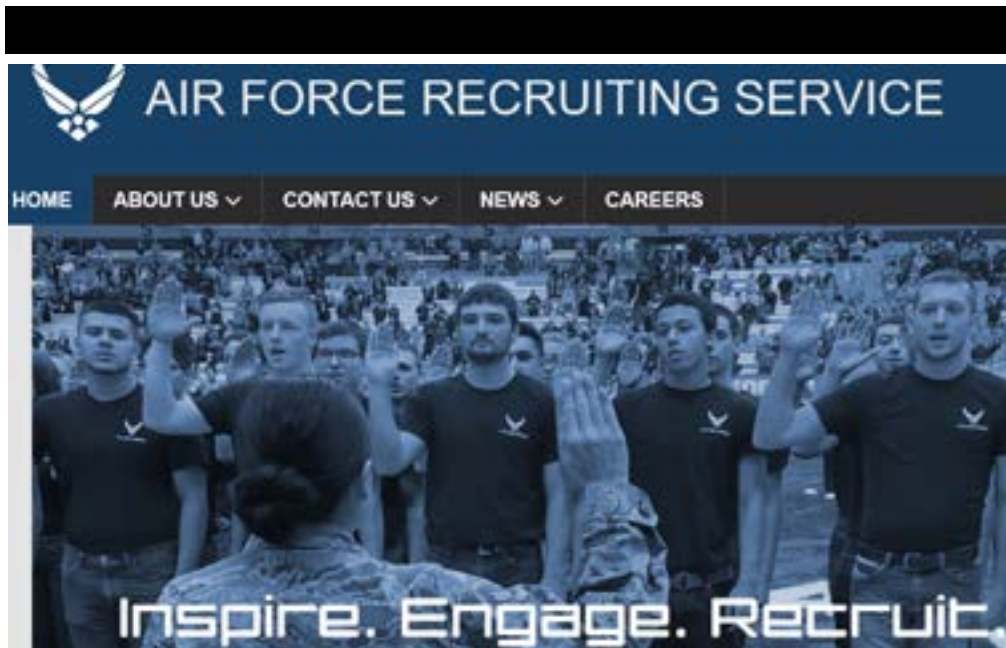 AIR FORCE RECRUITING SERVICE
HOME ABOUT US CONTACT US NEWS CAREERS
Inspire. Engage. Recruit.